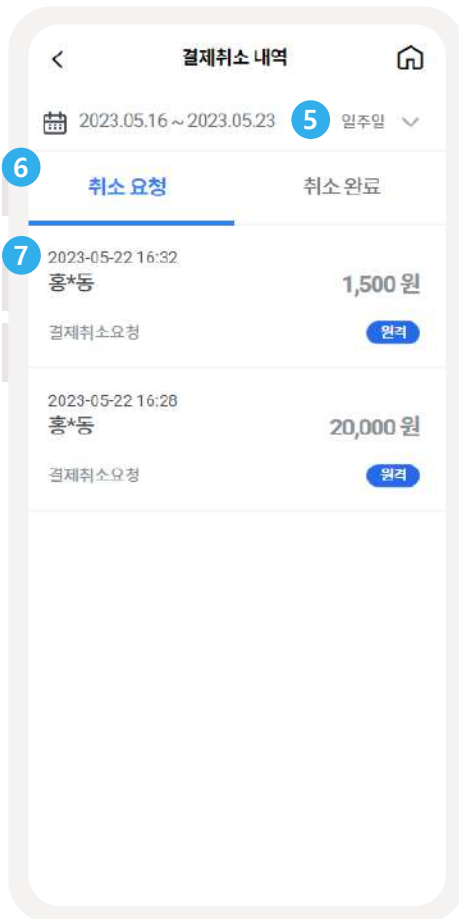 결제취소 내역
2023.05.16 ~ 2023.05.23 5 일주일
6
취소 요청 취소 완료
7
2023-05-22 16:32
홍*동 1,500 원
결제취소요청 원격
2023-05-22 16:28
홍*동 20,000 원
결제취소요청 원격